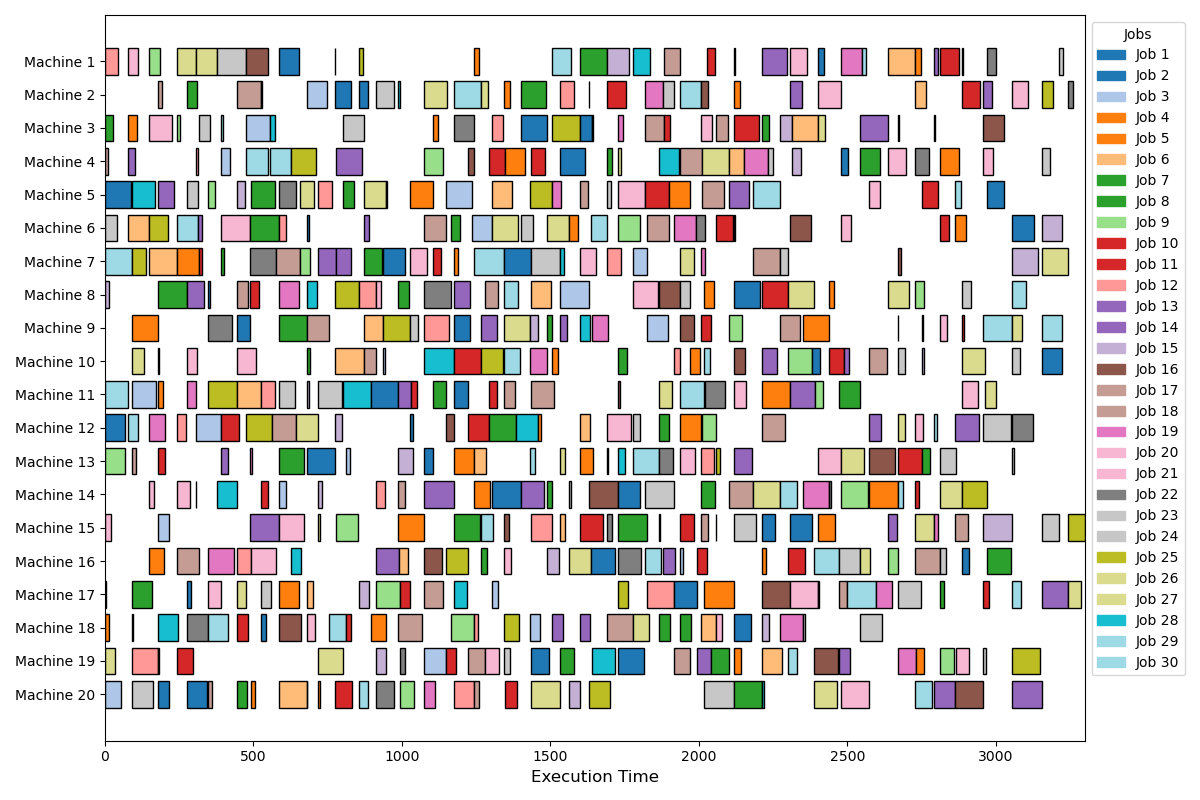 Machine 1
Machine 2
Machine 3
Machine 4
Machine 5
Machine 6
Machine 7
Machine 8
Machine 9
Machine 10
Machine 11
Machine 12
Machine 13
Machine 14
Machine 15
Machine 16
Machine 17
Machine 18
Machine 19
Machine 20
0 500 1000 1500 2000 2500 3000
Execution Time
Jobs
Job 1
Job 2
Job 3
Job 4
Job 5
Job 6
Job 7
Job 8
Job 9
Job 10
Job 11
Job 12
Job 13
Job 14
Job 15
Job 16
Job 17
Job 18
Job 19
Job 20
Job 21
Job 22
Job 23
Job 24
Job 25
Job 26
Job 27
Job 28
Job 29
Job 30